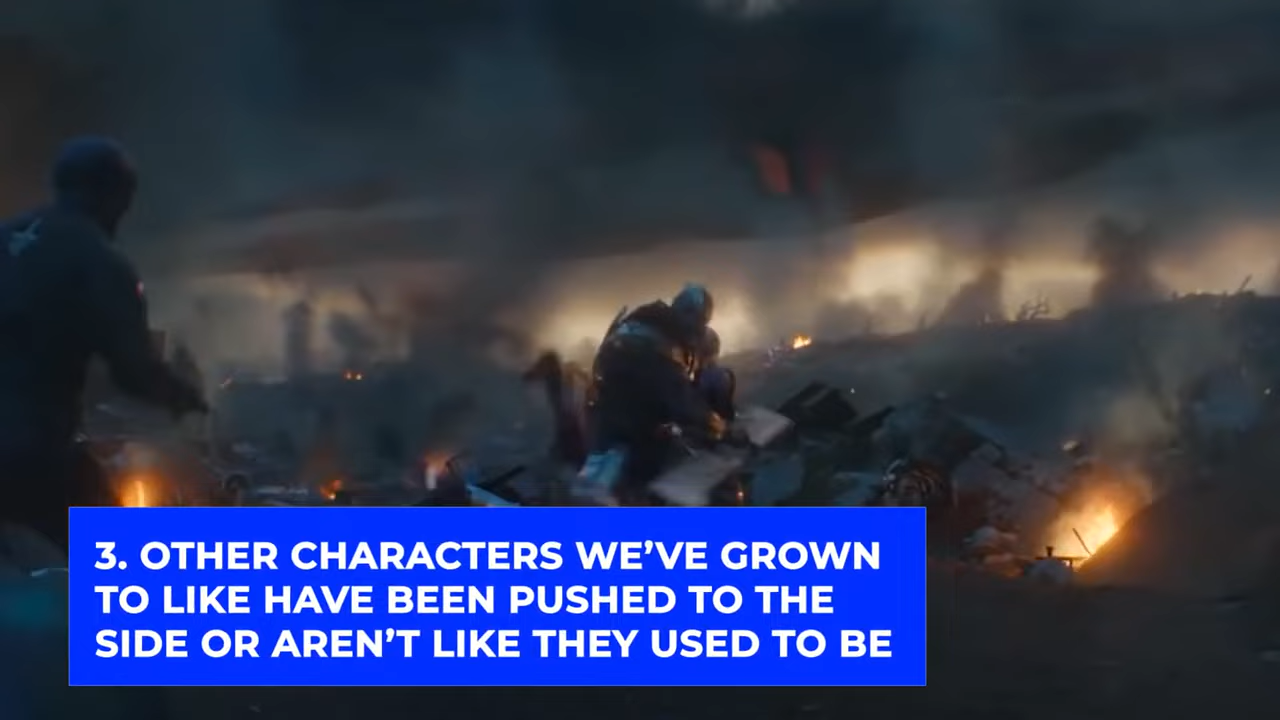 3. OTHER CHARACTERS WE’VE GROWN
TO LIKE HAVE BEEN PUSHED TO THE
SIDE OR AREN’T LIKE THEY USED TO BE